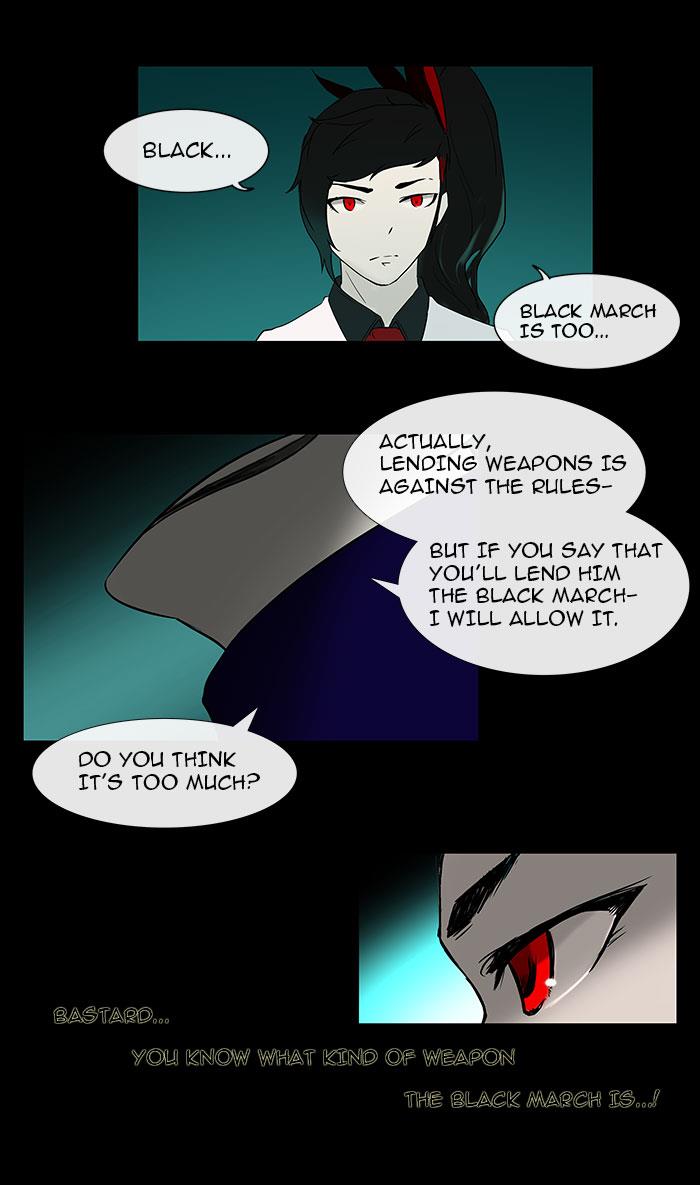 BLACK...
BLACK MARCH
IS TOO...
ACTUALLY,
LENDING WEAPONS IS
AGAINST THE RULES-
BUT IF YOU SAY THAT
YOU'LL LEND HIM
THE BLACK MARCH-
I WILL ALLOW IT.
DO YOU THINK
IT'S TOO MUCH?
BASTARD...
YOU KNOW WHAT KIND OF WEAPON
THE BLACK MARCH IS...!